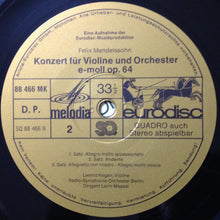 Eine Aufnahme der
Eurodisc-Musikproduktion
Felix Mendelssohn
Konzert für Violine und Orchester
e-moll op. 64
88 466 MK
33⅓
D. P.
melodia
eurodisc
SQ
QUADRO auch
stereo abspielbar
SQ 88 466 B
2
1. Satz: Allegro molto appassionato
2. Satz: Andante
3. Satz: Allegretto non troppo - Allegro molto vivace
Leonid Kogan, Violine
Radio-Symphonie-Orchester Berlin
Dirigent: Lorin Maazel